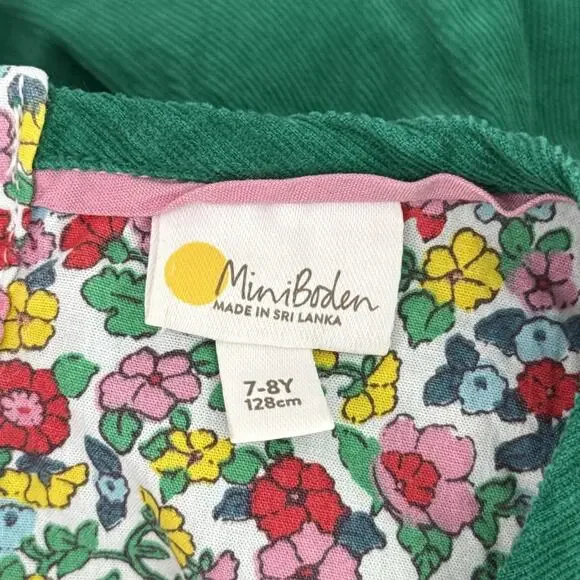 MiniBoden
MADE IN SRI LANKA
7-8Y
128cm